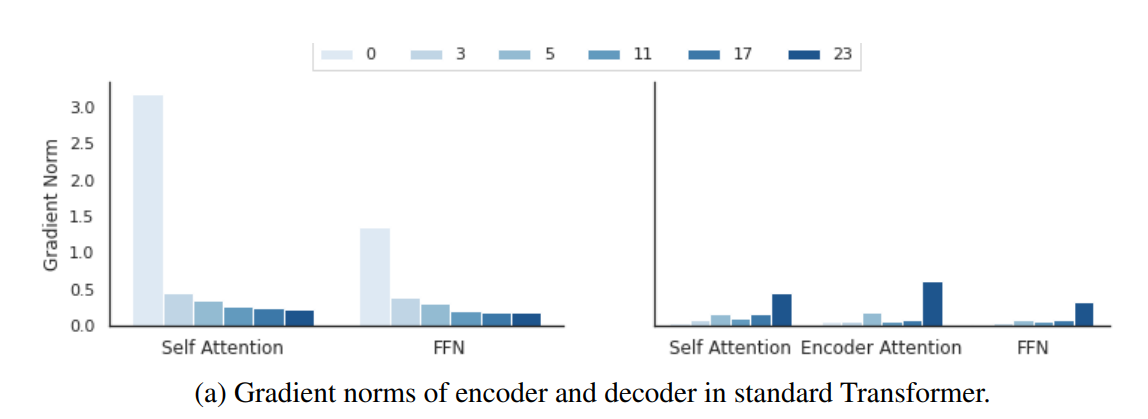 0 3 5 11 17 23
Gradient Norm
3.0
2.5
2.0
1.5
1.0
0.5
0.0
Self Attention FFN
Self Attention Encoder Attention FFN
(a) Gradient norms of encoder and decoder in standard Transformer.